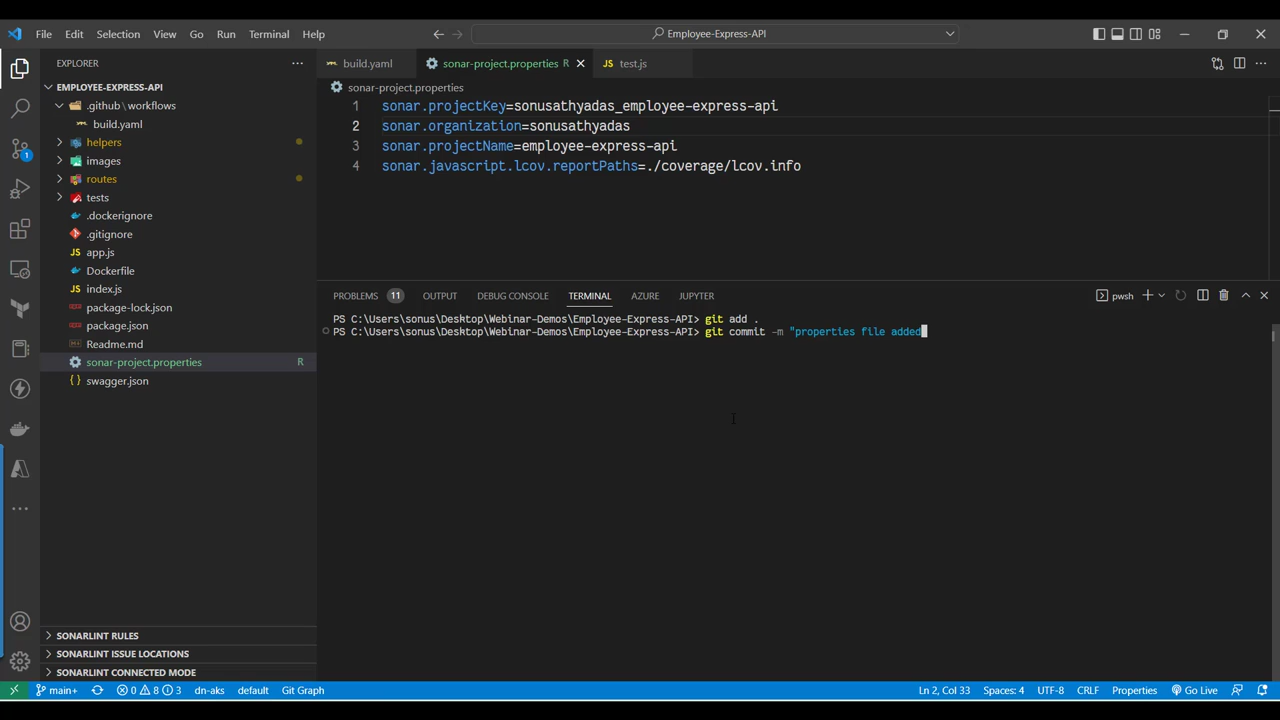 File Edit Selection View Go Run Terminal Help
Employee-Express-API
EXPLORER
build.yaml
sonar-project.properties R
JS test.js
EMPLOYEE-EXPRESS-API
.github\workflows
build.yaml
helpers
images
routes
tests
.dockerignore
.gitignore
JS app.js
Dockerfile
JS index.js
package-lock.json
package.json
Readme.md
sonar-project.properties R
{} swagger.json
sonar-project.properties
1 sonar.projectKey=sonusathyadas_employee-express-api
2 sonar.organization=sonusathyadas
3 sonar.projectName=employee-express-api
4 sonar.javascript.lcov.reportPaths=./coverage/lcov.info
PROBLEMS 11 OUTPUT DEBUG CONSOLE TERMINAL AZURE JUPYTER
pwsh
PS C:\Users\sonus\Desktop\Webinar-Demos\Employee-Express-API> git add .
PS C:\Users\sonus\Desktop\Webinar-Demos\Employee-Express-API> git commit -m "properties file added
1
SONARLINT RULES
SONARLINT ISSUE LOCATIONS
SONARLINT CONNECTED MODE
main+ 0 8 3 dn-aks default Git Graph
Ln 2, Col 33 Spaces: 4 UTF-8 CRLF Properties Go Live